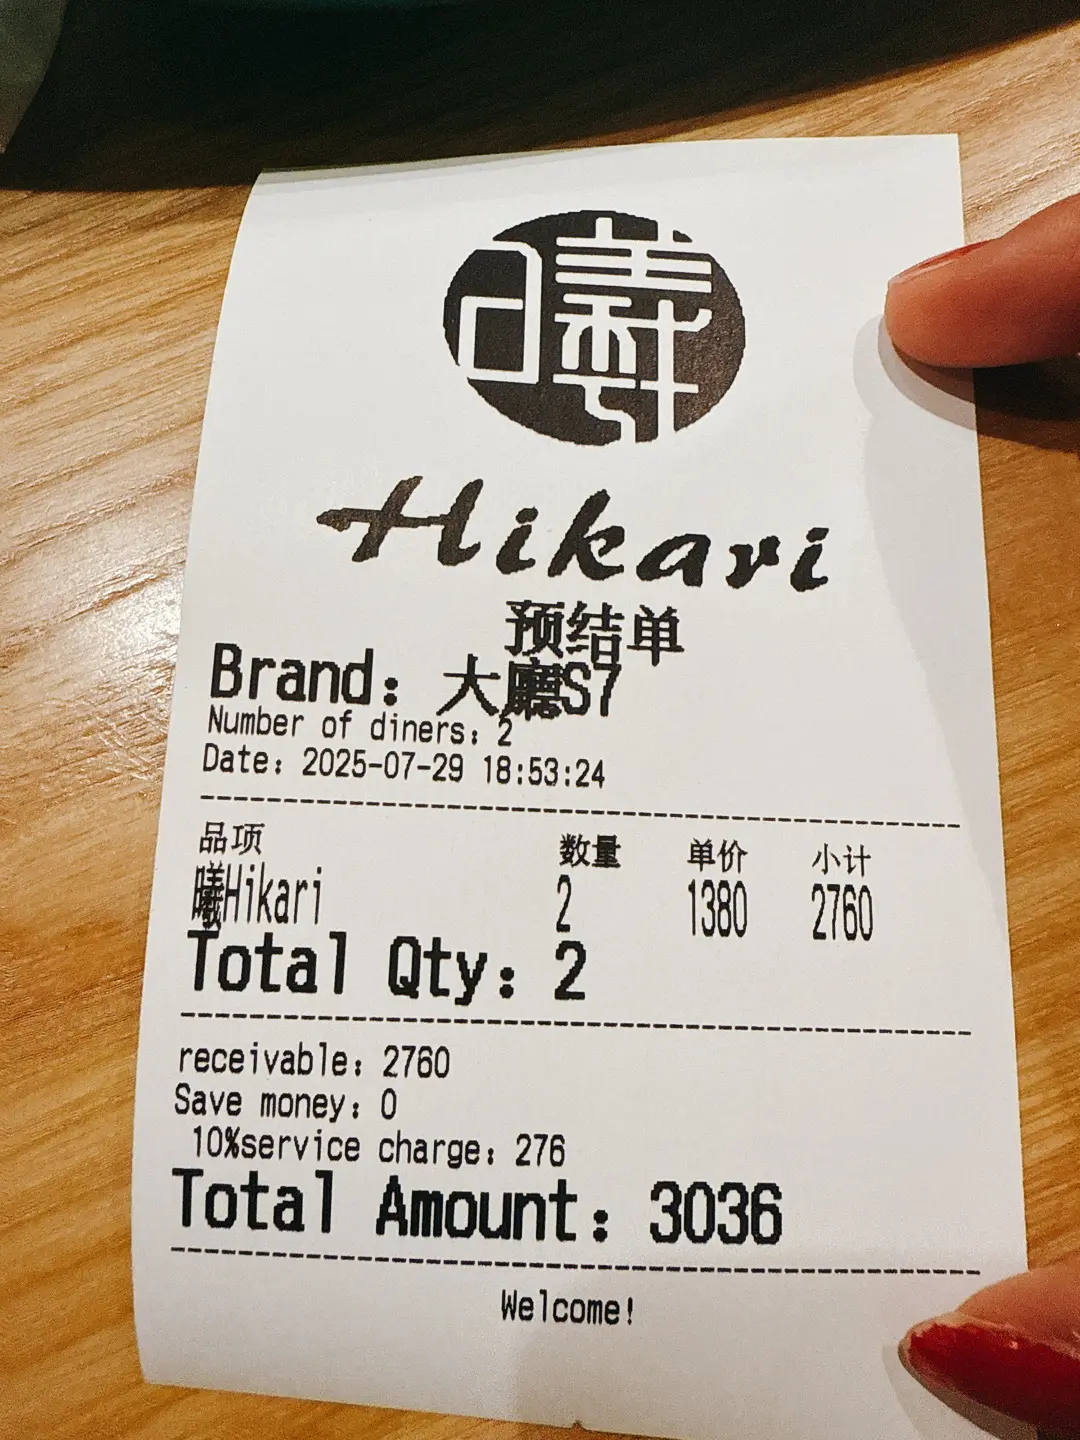 曦
Hikari
预结单
Brand: 大廳S7
Number of diners: 2
Date: 2025-07-29 18:53:24
品项 数量 单价 小计
曦Hikari 2 1380 2760
Total Qty: 2
receivable: 2760
Save money: 0
10%service charge: 276
Total Amount: 3036
Welcome!